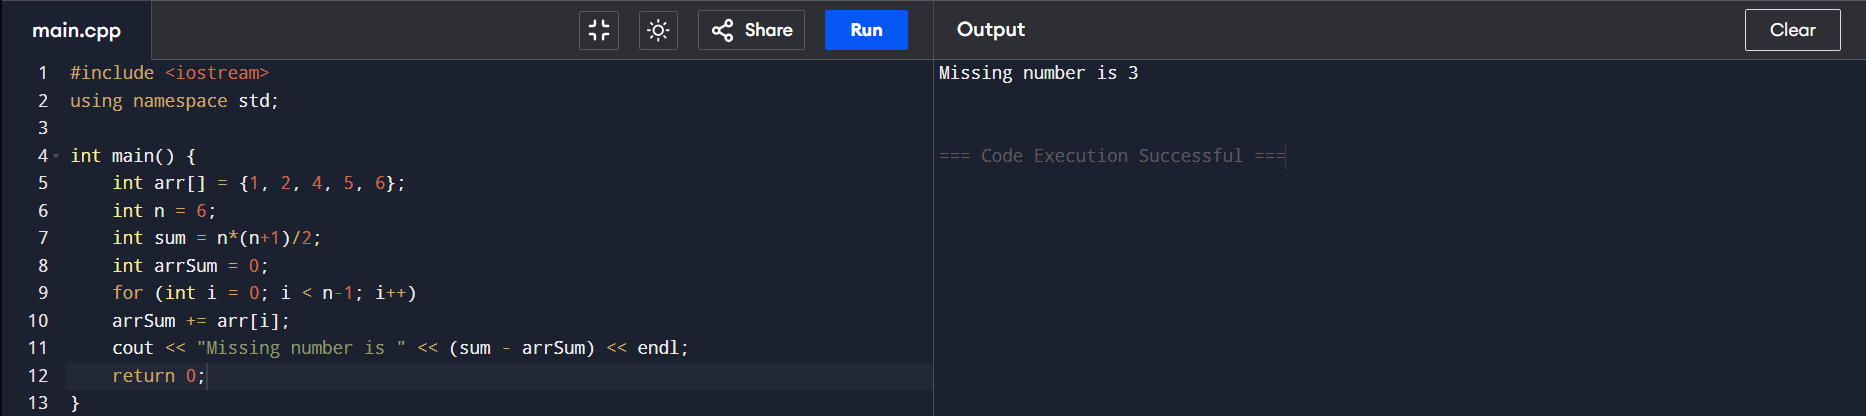 main.cpp
Share
Run
Output
Clear
1 #include <iostream>
2 using namespace std;
3
4 int main() {
5     int arr[] = {1, 2, 4, 5, 6};
6     int n = 6;
7     int sum = n*(n+1)/2;
8     int arrSum = 0;
9     for (int i = 0; i < n-1; i++)
10     arrSum += arr[i];
11     cout << "Missing number is " << (sum - arrSum) << endl;
12     return 0;
13 }
Missing number is 3
=== Code Execution Successful ===